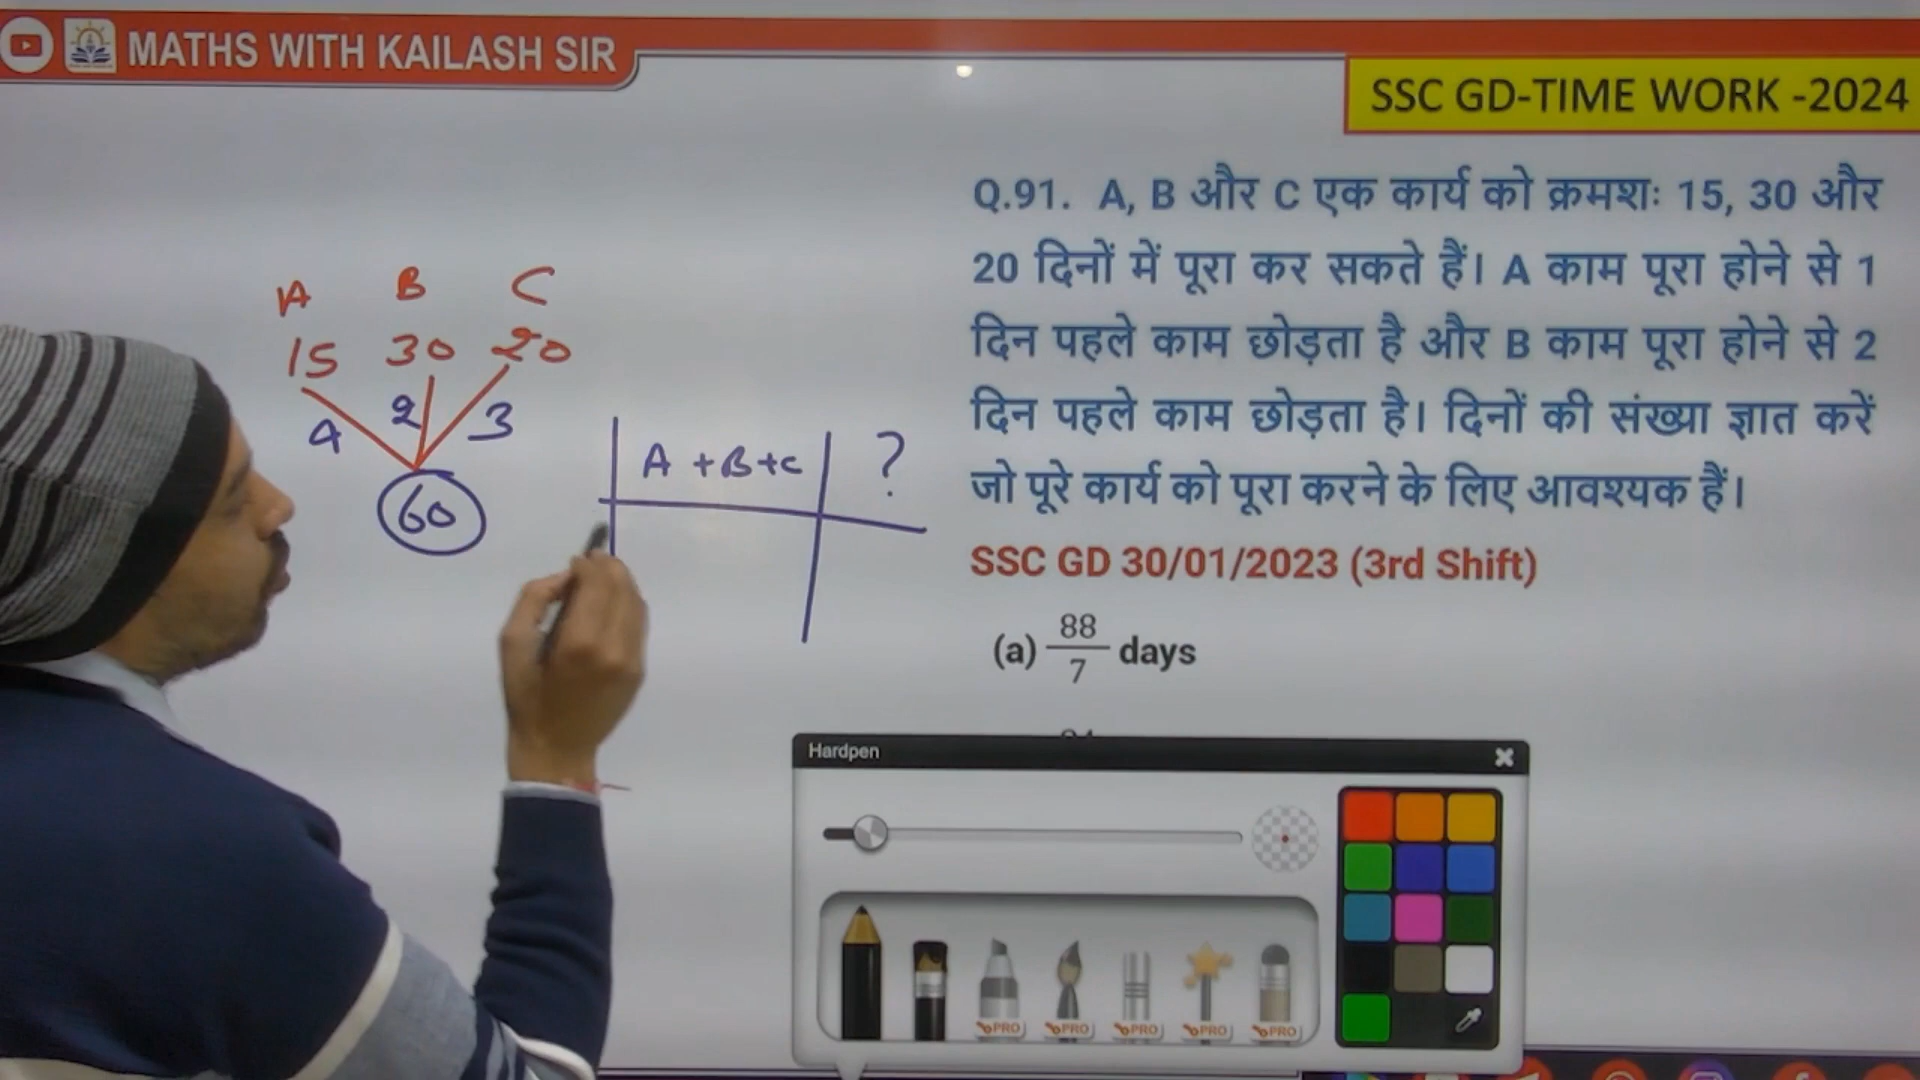 MATHS WITH KAILASH SIR
SSC GD-TIME WORK -2024
Q.91. A, B और C एक कार्य को क्रमशः 15, 30 और
20 दिनों में पूरा कर सकते हैं। A काम पूरा होने से 1
दिन पहले काम छोड़ता है और B काम पूरा होने से 2
दिन पहले काम छोड़ता है। दिनों की संख्या ज्ञात करें
जो पूरे कार्य को पूरा करने के लिए आवश्यक हैं।
SSC GD 30/01/2023 (3rd Shift)
(a) 88/7 days
A B C
15 30 20
4 2 3
60
A + B + C ?
Hardpen
PRO PRO PRO PRO PRO